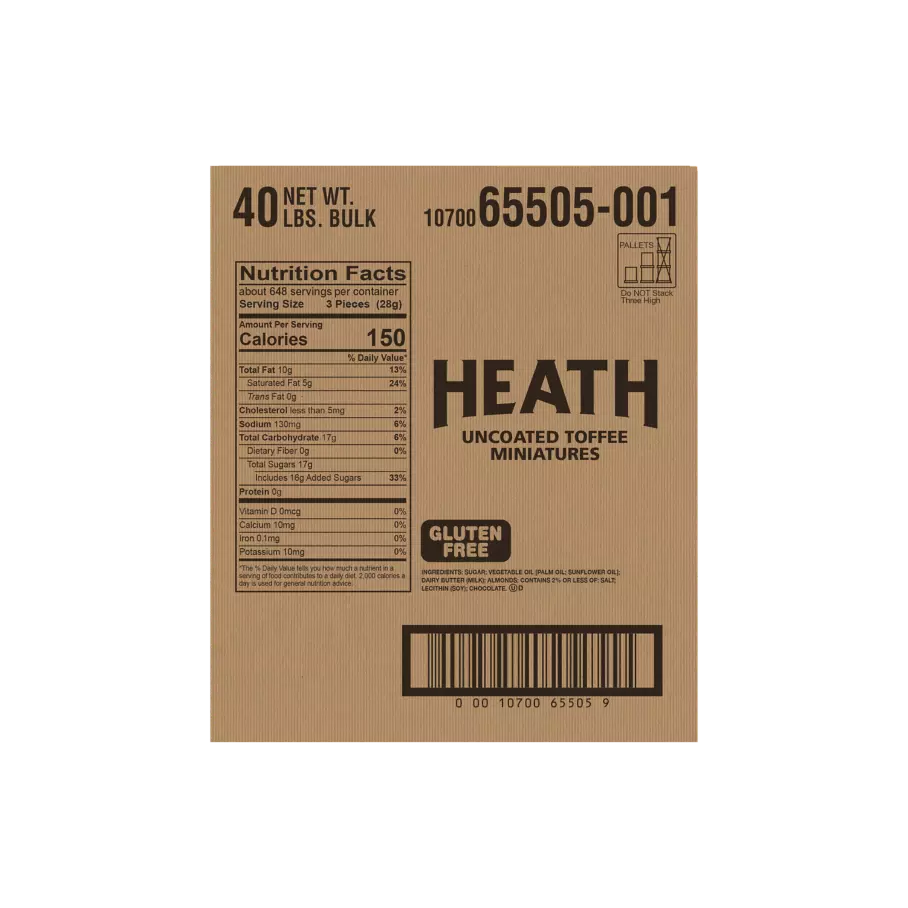 40 NET WT.
LBS. BULK
10700 65505-001
PALLETS
Do NOT Stack
Three High
Nutrition Facts
about 648 servings per container
Serving Size 3 Pieces (28g)
Amount Per Serving
Calories 150
% Daily Value*
Total Fat 10g 13%
Saturated Fat 5g 24%
Trans Fat 0g
Cholesterol less than 5mg 2%
Sodium 130mg 6%
Total Carbohydrate 17g 6%
Dietary Fiber 0g 0%
Total Sugars 17g
Includes 16g Added Sugars 33%
Protein 0g
Vitamin D 0mcg 0%
Calcium 10mg 0%
Iron 0.1mg 0%
Potassium 10mg 0%
*The % Daily Value tells you how much a nutrient in a
serving of food contributes to a daily diet. 2,000 calories a
day is used for general nutrition advice.
HEATH
UNCOATED TOFFEE
MINIATURES
GLUTEN
FREE
INGREDIENTS: SUGAR; VEGETABLE OIL (PALM OIL; SUNFLOWER OIL);
DAIRY BUTTER (MILK); ALMONDS; CONTAINS 2% OR LESS OF: SALT;
LECITHIN (SOY); CHOCOLATE. Ⓤ D
0 00 10700 65505 9